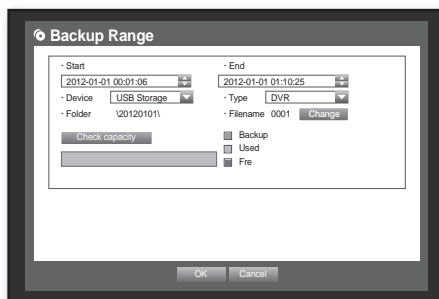 Backup Range
· Start
· End
2012-01-01 00:01:06
2012-01-01 01:10:25
· Device
USB Storage
· Type
DVR
· Folder
\20120101\
· Filename
0001
Change
Check capacity
Backup
Used
Fre
OK
Cancel